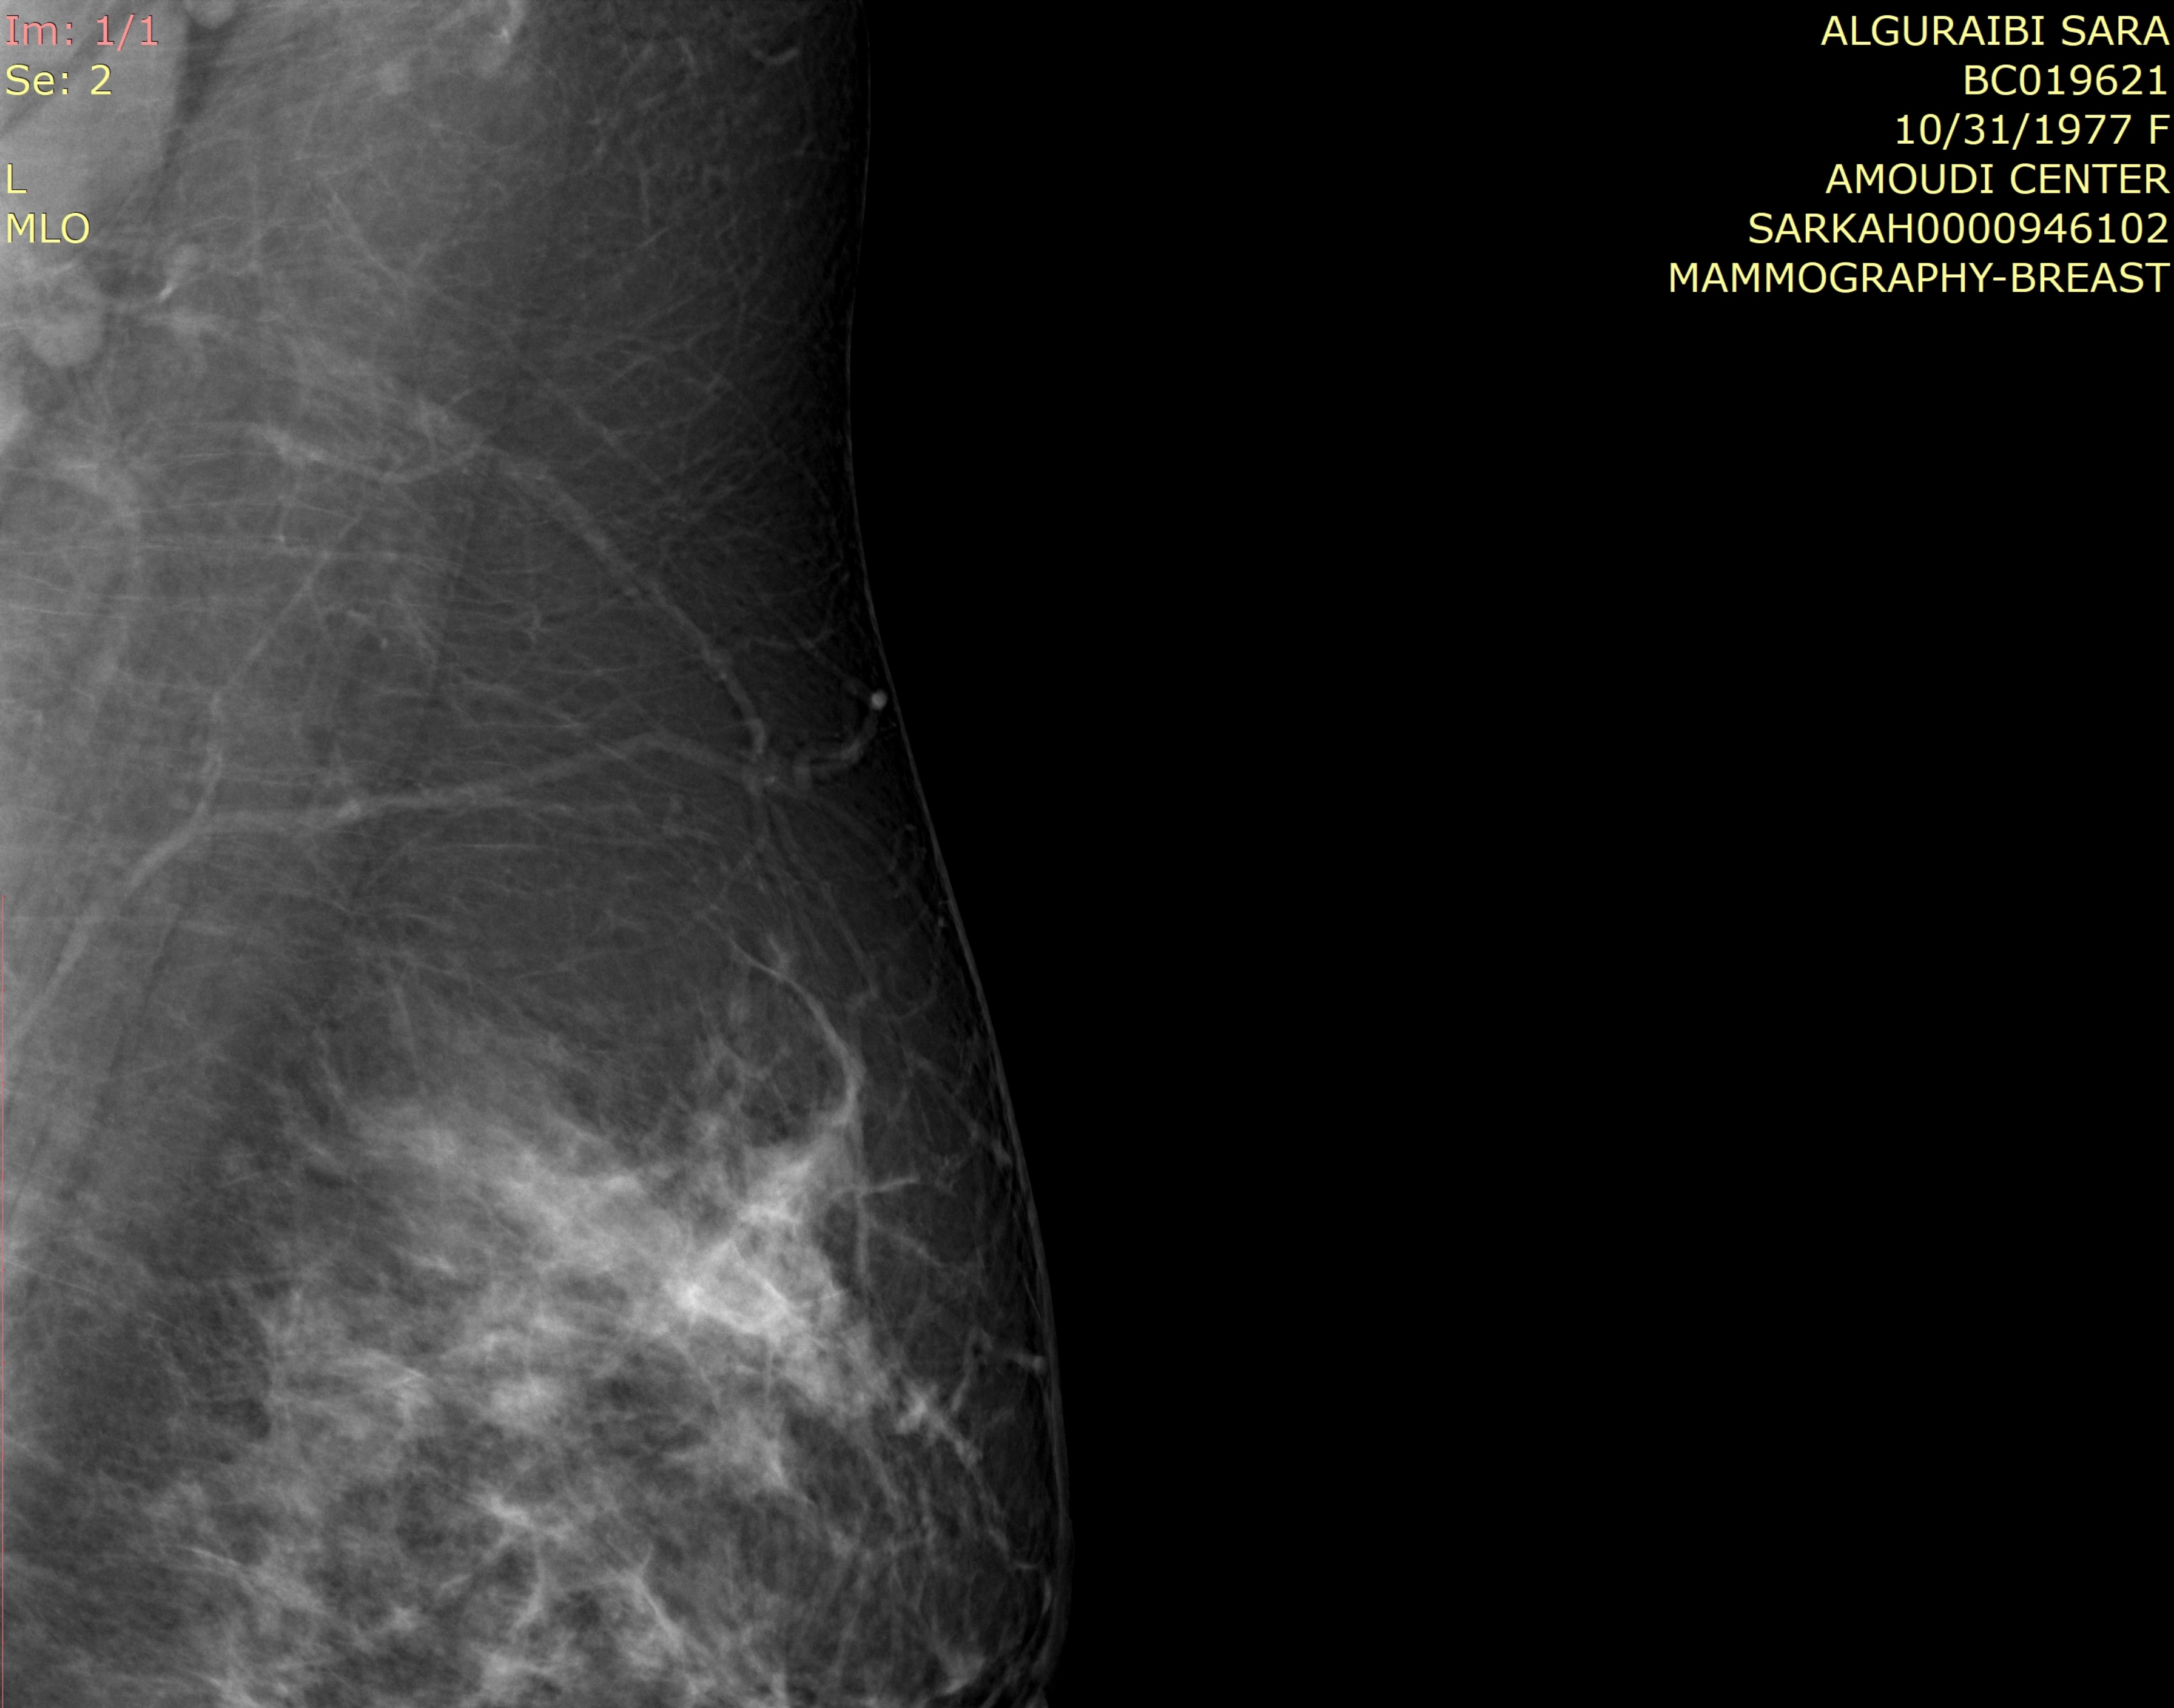 Im: 1/1
Se: 2
L
MLO
ALGURAIBI SARA
BC019621
10/31/1977 F
AMOUDI CENTER
SARKAH0000946102
MAMMOGRAPHY-BREAST